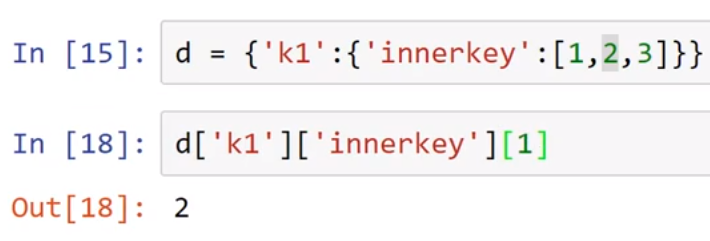 In [15]: d = {'k1':{'innerkey':[1,2,3]}}
In [18]: d['k1']['innerkey'][1]
Out[18]: 2